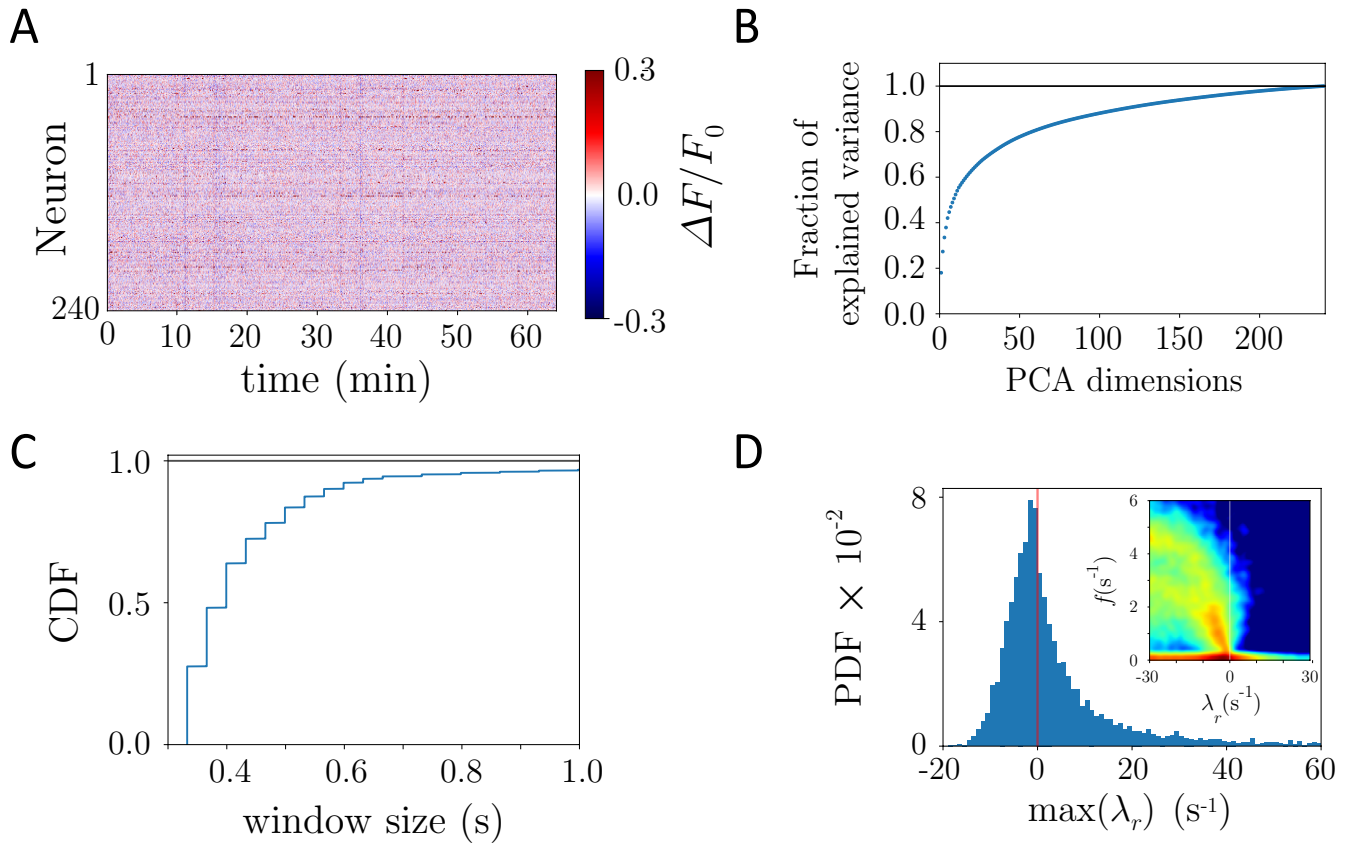 A
1
Neuron
240
0 10 20 30 40 50 60
time (min)
0.3
0.0
-0.3
ΔF/F₀
B
Fraction of
explained variance
1.0
0.8
0.6
0.4
0.2
0.0
0 50 100 150 200
PCA dimensions
C
CDF
1.0
0.5
0.0
0.4 0.6 0.8 1.0
window size (s)
D
PDF × 10⁻²
8
4
0
-20 0 20 40 60
max(λᵣ) (s⁻¹)
f(s⁻¹)
6
4
2
0
-30 0 30
λᵣ(s⁻¹)